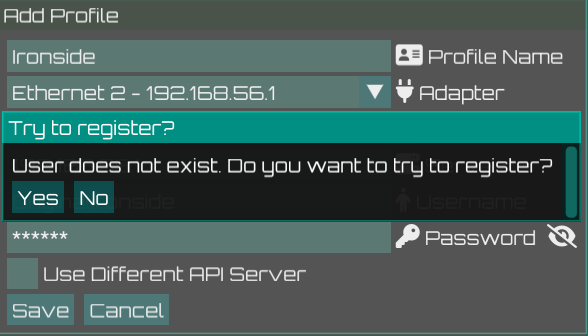 Add Profile
Ironside Profile Name
Ethernet 2 - 192.168.56.1 Adapter
Try to register?
User does not exist. Do you want to try to register?
Yes No
Username
****** Password
Use Different API Server
Save Cancel